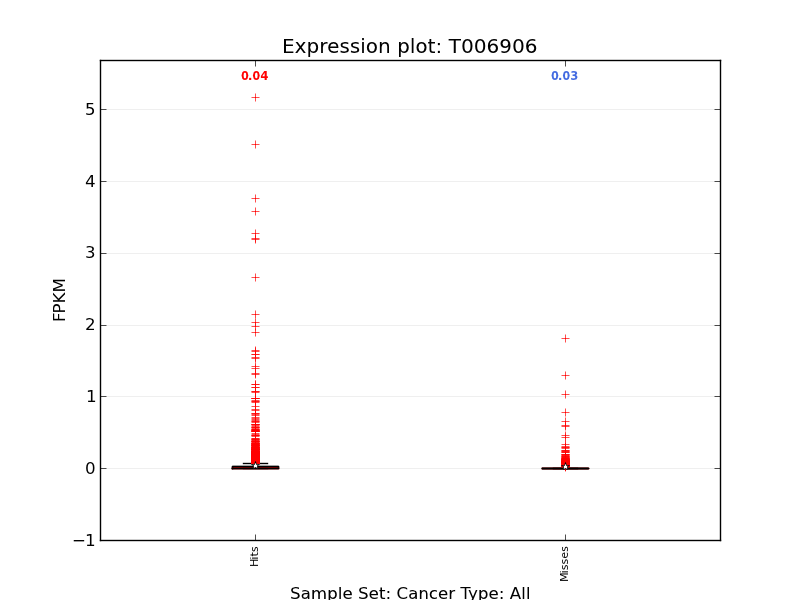 Expression plot: T006906
0.04
0.03
5
4
3
2
1
0
−1
FPKM
Hits
Misses
Sample Set: Cancer Type: All